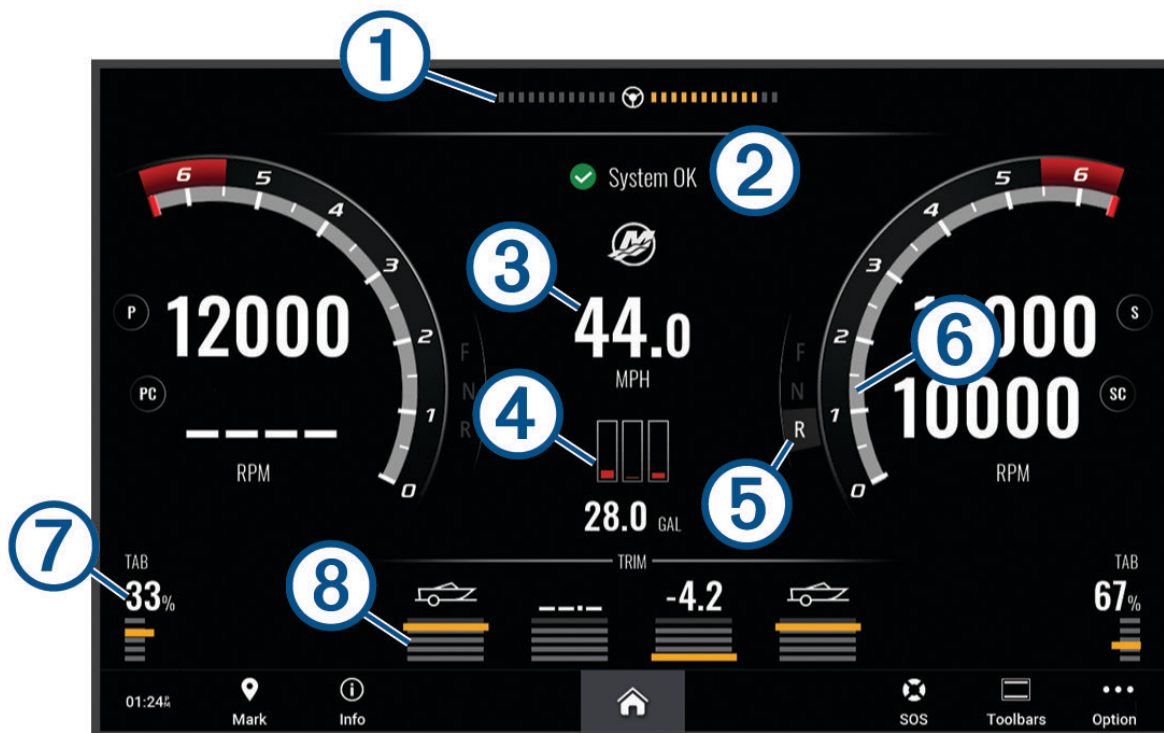 1
2
System OK
6 5 4 3 2 1 0
5 6 4 3 2 1 0
3
P
12000
44.0
MPH
S
6
PC
F
N
R
F
N
R
10000
SC
4
RPM
RPM
5
28.0 GAL
7
TAB
33%
8
TRIM
--.-
-4.2
TAB
67%
01:24 PM
Mark
Info
SOS
Toolbars
Option